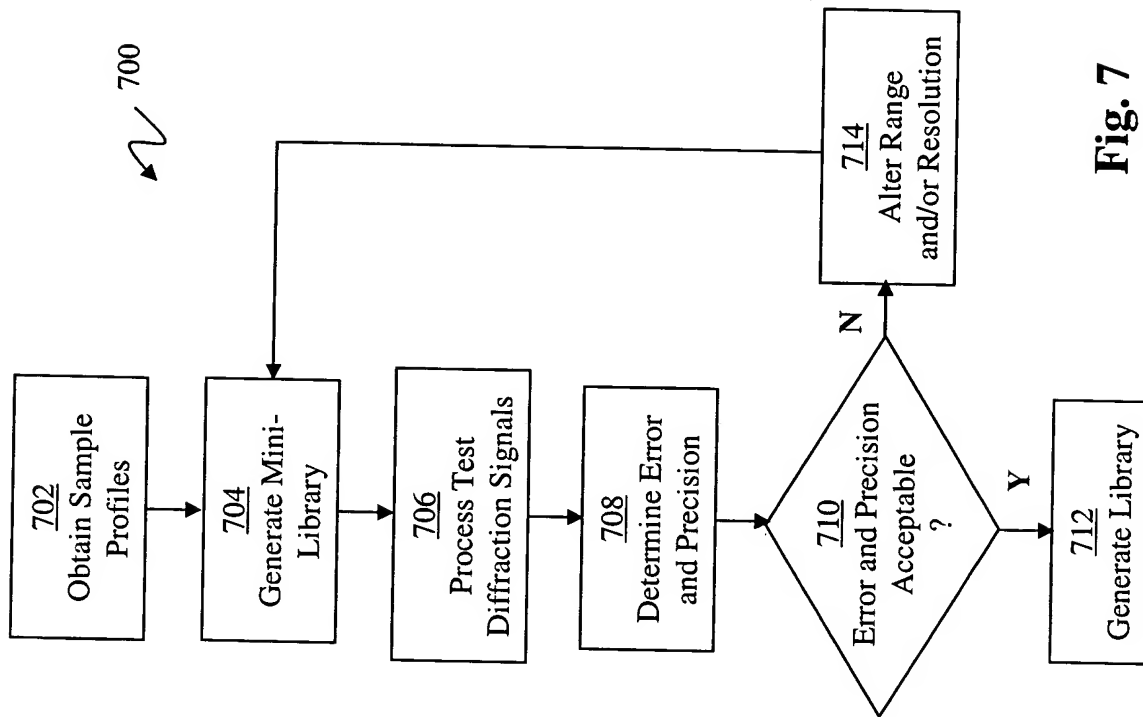 700
702
Obtain Sample
Profiles
704
Generate Mini-
Library
706
Process Test
Diffraction Signals
708
Determine Error
and Precision
710
Error and Precision
Acceptable
?
N
714
Alter Range
and/or Resolution
Y
712
Generate Library
Fig. 7